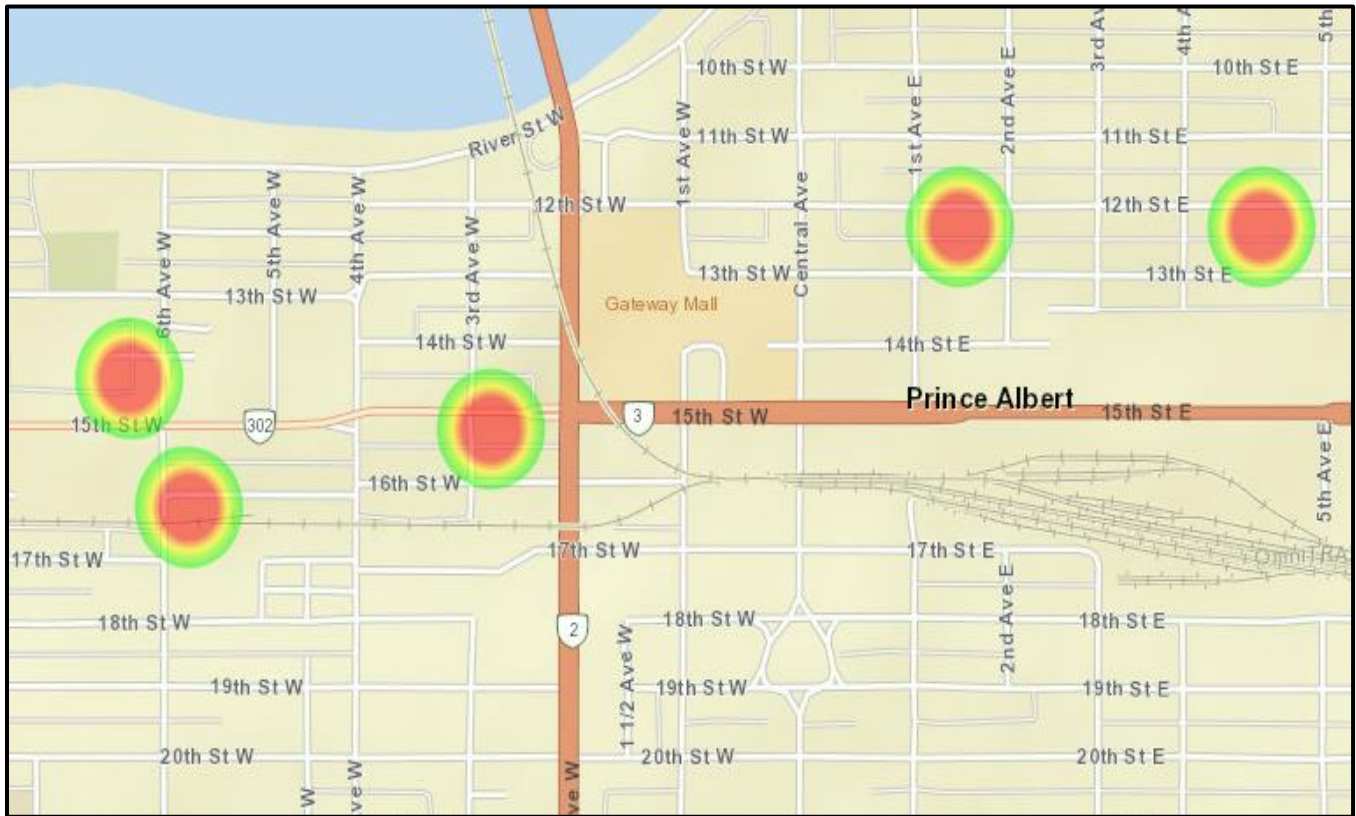 10th St W
10th St E
3rd Av
4th A
5th
River St W
11th St W
11th St E
1st Ave W
1st Ave E
2nd Ave E
12th St W
12th St E
6th Ave W
5th Ave W
4th Ave W
3rd Ave W
Central Ave
13th St W
13th St W
13th St E
Gateway Mall
14th St W
14th St E
Prince Albert
15th St W
302
3
15th St W
15th St E
16th St W
5th Ave E
17th St W
17th St W
17th St E
OmniTRA
18th St W
2
18th St W
2nd Ave E
18th St E
1 1/2 Ave W
19th St W
19th St W
19th St E
20th St W
20th St W
20th St E
W
Ave W
ve W